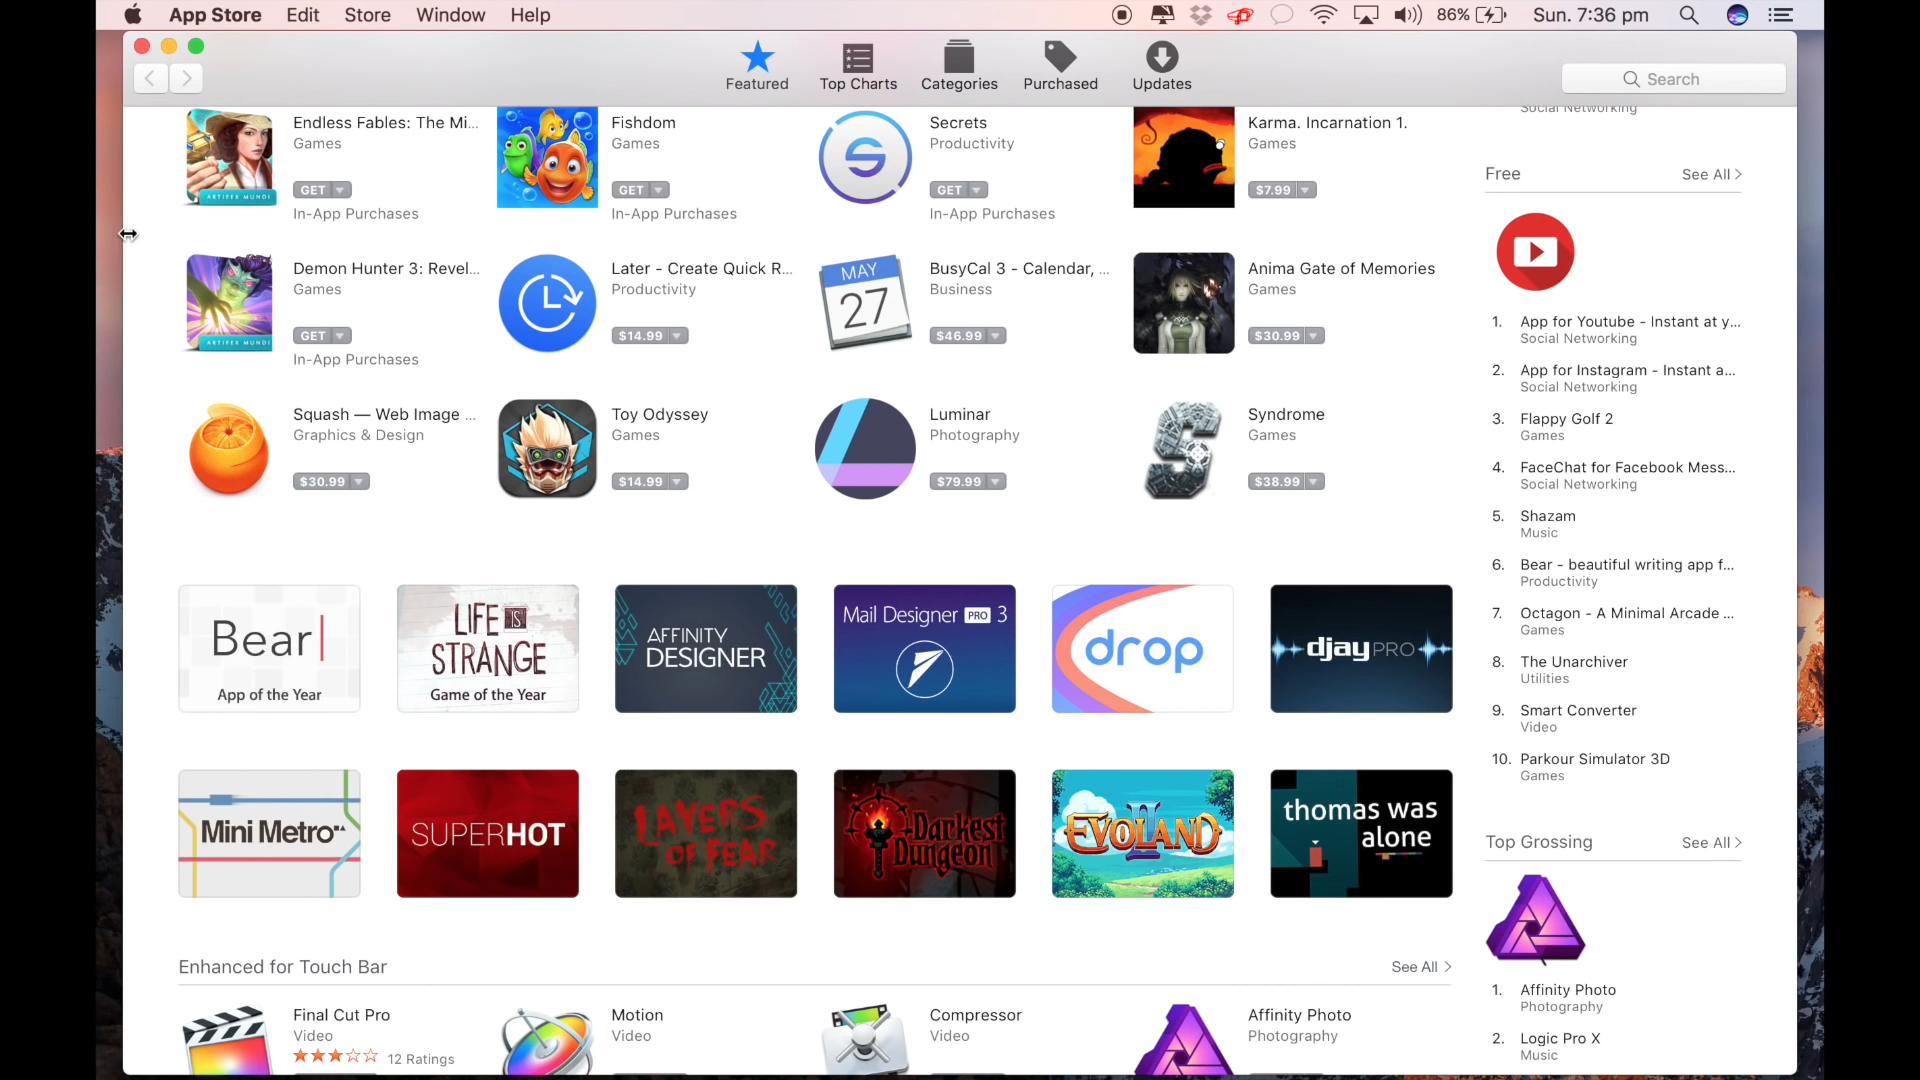 App Store Edit Store Window Help
86% Sun. 7:36 pm
Featured Top Charts Categories Purchased Updates
Search
Endless Fables: The Mi...
Games
GET
In-App Purchases
ARTIFEX MUNDI
Fishdom
Games
GET
In-App Purchases
Secrets
Productivity
GET
In-App Purchases
Karma. Incarnation 1.
Games
$7.99
Demon Hunter 3: Revel...
Games
GET
In-App Purchases
ARTIFEX MUNDI
Later - Create Quick R...
Productivity
$14.99
MAY
27
BusyCal 3 - Calendar, ...
Business
$46.99
Anima Gate of Memories
Games
$30.99
Squash — Web Image ...
Graphics & Design
$30.99
Toy Odyssey
Games
$14.99
Luminar
Photography
$79.99
Syndrome
Games
$38.99
Bear
App of the Year
LIFE IS
STRANGE
Game of the Year
AFFINITY
DESIGNER
Mail Designer PRO 3
drop
djay PRO
Mini Metro
SUPERHOT
LAYERS
OF FEAR
Darkest
Dungeon
EVOLAND
II
thomas was
alone
Enhanced for Touch Bar
See All >
Final Cut Pro
Video
12 Ratings
Motion
Video
Compressor
Video
Affinity Photo
Photography
Social Networking
Free
See All >
1. App for Youtube - Instant at y...
Social Networking
2. App for Instagram - Instant a...
Social Networking
3. Flappy Golf 2
Games
4. FaceChat for Facebook Mess...
Social Networking
5. Shazam
Music
6. Bear - beautiful writing app f...
Productivity
7. Octagon - A Minimal Arcade ...
Games
8. The Unarchiver
Utilities
9. Smart Converter
Video
10. Parkour Simulator 3D
Games
Top Grossing
See All >
1. Affinity Photo
Photography
2. Logic Pro X
Music